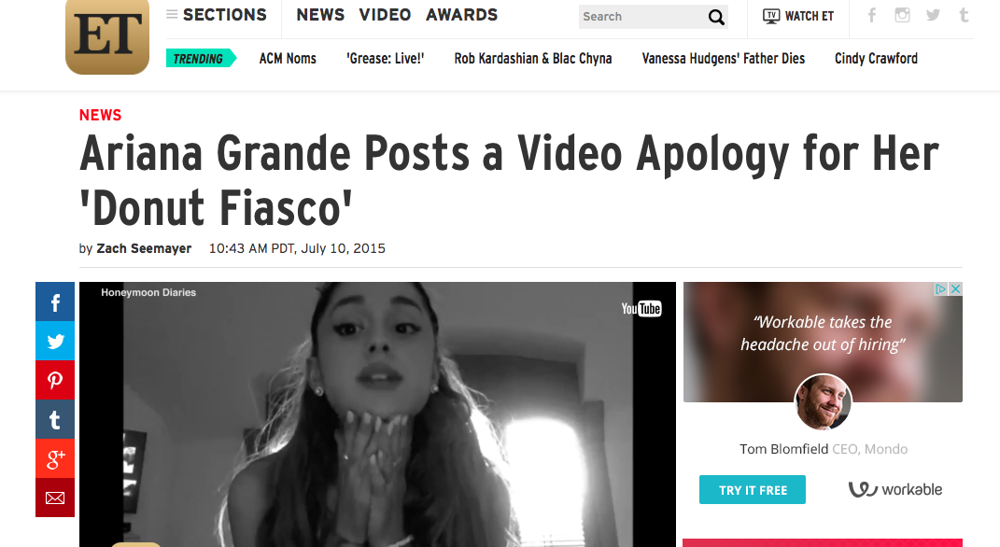 ET
SECTIONS NEWS VIDEO AWARDS Search TV WATCH ET
TRENDING ACM Noms 'Grease: Live!' Rob Kardashian & Blac Chyna Vanessa Hudgens' Father Dies Cindy Crawford
NEWS
Ariana Grande Posts a Video Apology for Her
'Donut Fiasco'
by Zach Seemayer 10:43 AM PDT, July 10, 2015
Honeymoon Diaries
YouTube
“Workable takes the
headache out of hiring”
Tom Blomfield CEO, Mondo
TRY IT FREE workable